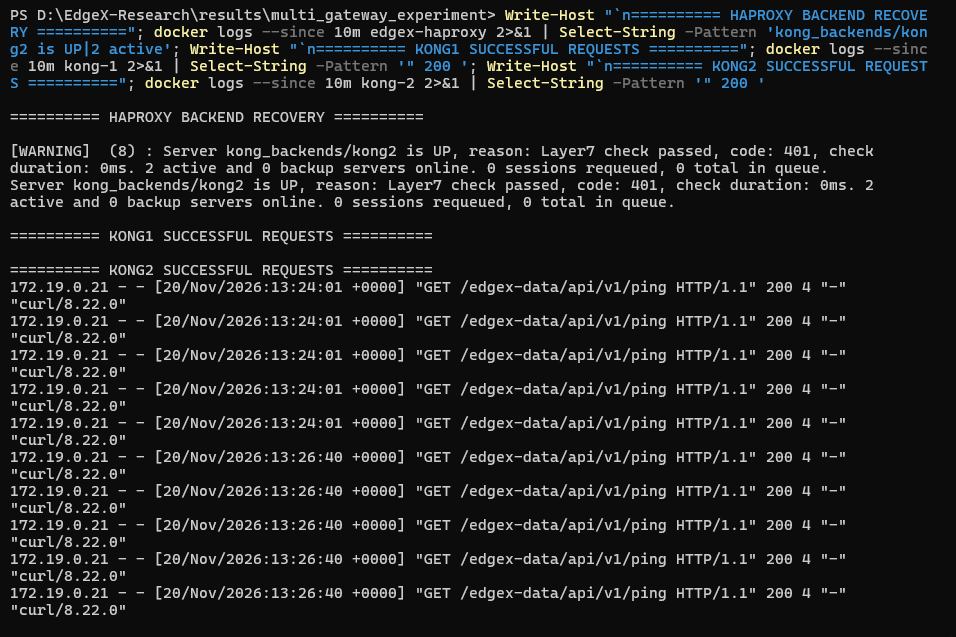 PS D:\EdgeX-Research\results\multi_gateway_experiment> Write-Host "`n========== HAPROXY BACKEND RECOVE
RY =========="; docker logs --since 10m edgex-haproxy 2>&1 | Select-String -Pattern 'kong_backends/kon
g2 is UP|2 active'; Write-Host "`n========== KONG1 SUCCESSFUL REQUESTS =========="; docker logs --sinc
e 10m kong-1 2>&1 | Select-String -Pattern '" 200 '; Write-Host "`n========== KONG2 SUCCESSFUL REQUEST
S =========="; docker logs --since 10m kong-2 2>&1 | Select-String -Pattern '" 200 '
========== HAPROXY BACKEND RECOVERY ==========
[WARNING]  (8) : Server kong_backends/kong2 is UP, reason: Layer7 check passed, code: 401, check
duration: 0ms. 2 active and 0 backup servers online. 0 sessions requeued, 0 total in queue.
Server kong_backends/kong2 is UP, reason: Layer7 check passed, code: 401, check duration: 0ms. 2
active and 0 backup servers online. 0 sessions requeued, 0 total in queue.
========== KONG1 SUCCESSFUL REQUESTS ==========
========== KONG2 SUCCESSFUL REQUESTS ==========
172.19.0.21 - - [20/Nov/2026:13:24:01 +0000] "GET /edgex-data/api/v1/ping HTTP/1.1" 200 4 "-"
"curl/8.22.0"
172.19.0.21 - - [20/Nov/2026:13:24:01 +0000] "GET /edgex-data/api/v1/ping HTTP/1.1" 200 4 "-"
"curl/8.22.0"
172.19.0.21 - - [20/Nov/2026:13:24:01 +0000] "GET /edgex-data/api/v1/ping HTTP/1.1" 200 4 "-"
"curl/8.22.0"
172.19.0.21 - - [20/Nov/2026:13:24:01 +0000] "GET /edgex-data/api/v1/ping HTTP/1.1" 200 4 "-"
"curl/8.22.0"
172.19.0.21 - - [20/Nov/2026:13:24:01 +0000] "GET /edgex-data/api/v1/ping HTTP/1.1" 200 4 "-"
"curl/8.22.0"
172.19.0.21 - - [20/Nov/2026:13:26:40 +0000] "GET /edgex-data/api/v1/ping HTTP/1.1" 200 4 "-"
"curl/8.22.0"
172.19.0.21 - - [20/Nov/2026:13:26:40 +0000] "GET /edgex-data/api/v1/ping HTTP/1.1" 200 4 "-"
"curl/8.22.0"
172.19.0.21 - - [20/Nov/2026:13:26:40 +0000] "GET /edgex-data/api/v1/ping HTTP/1.1" 200 4 "-"
"curl/8.22.0"
172.19.0.21 - - [20/Nov/2026:13:26:40 +0000] "GET /edgex-data/api/v1/ping HTTP/1.1" 200 4 "-"
"curl/8.22.0"
172.19.0.21 - - [20/Nov/2026:13:26:40 +0000] "GET /edgex-data/api/v1/ping HTTP/1.1" 200 4 "-"
"curl/8.22.0"